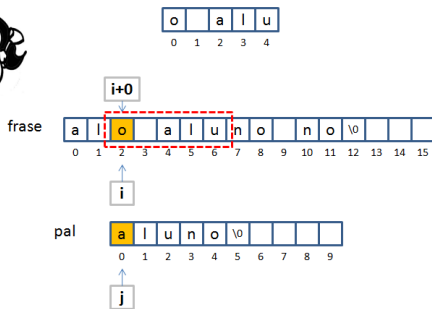 o   a l u
0 1 2 3 4
i+0
frase a l o   a l u n o   n o \0
0 1 2 3 4 5 6 7 8 9 10 11 12 13 14 15
i
pal a l u n o \0
0 1 2 3 4 5 6 7 8 9
j